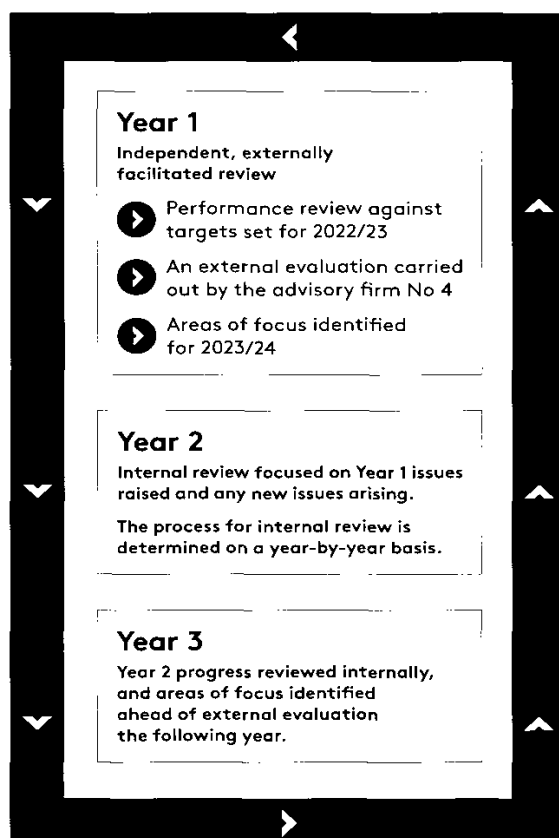 Year 1
Independent, externally
facilitated review
Performance review against
targets set for 2022/23
An external evaluation carried
out by the advisory firm No 4
Areas of focus identified
for 2023/24
Year 2
Internal review focused on Year 1 issues
raised and any new issues arising.
The process for internal review is
determined on a year-by-year basis.
Year 3
Year 2 progress reviewed internally,
and areas of focus identified
ahead of external evaluation
the following year.